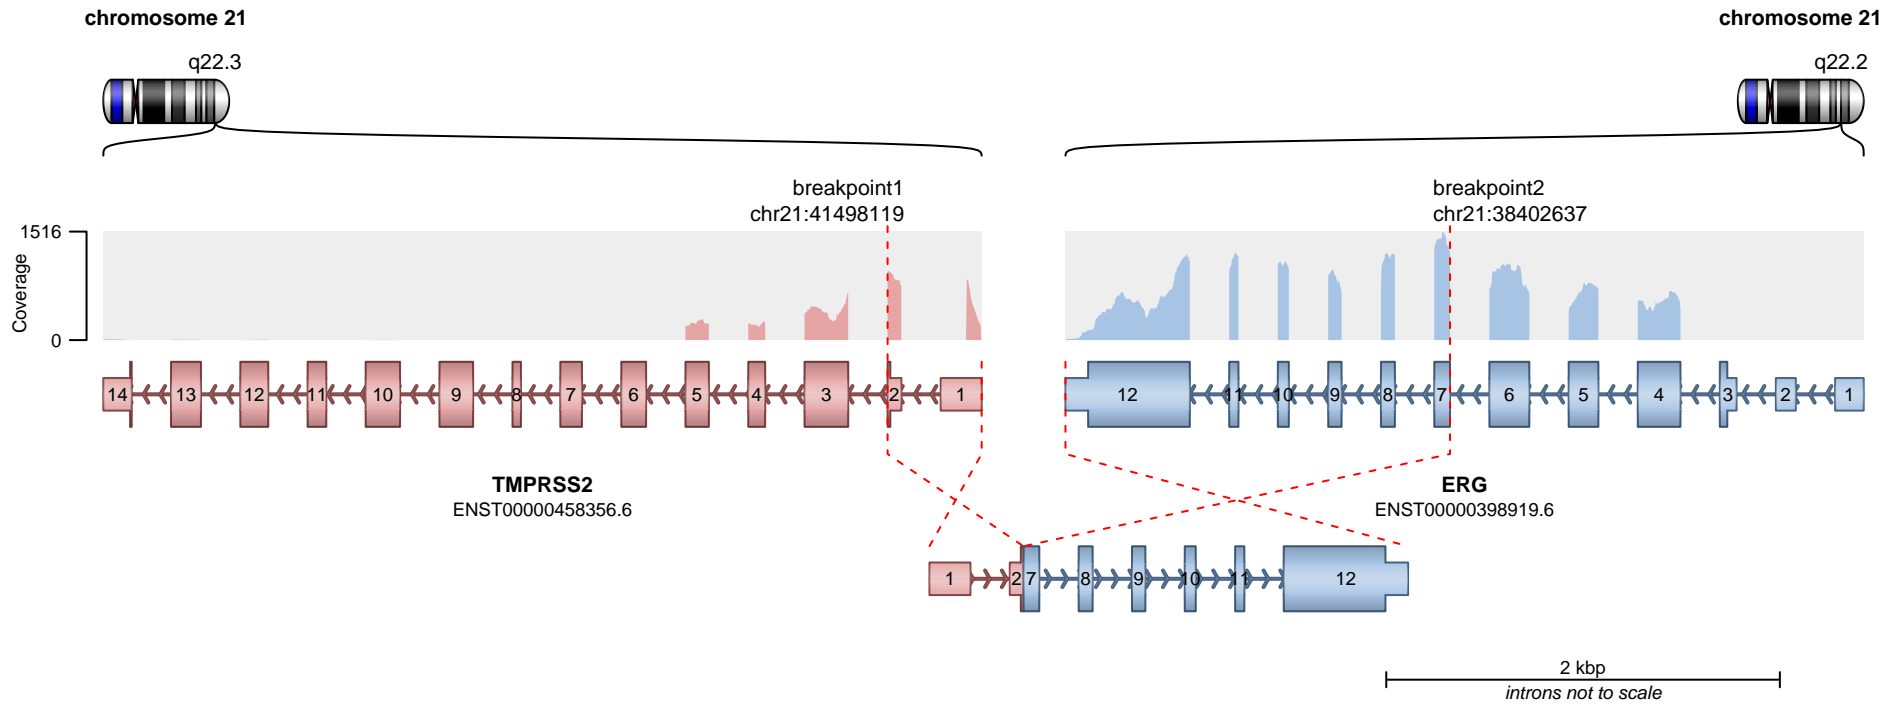 chromosome 21
chromosome 21
q22.3
q22.2
breakpoint1
chr21:41498119
breakpoint2
chr21:38402637
1516
Coverage
0
14 13 12 11 10 9 8 7 6 5 4 3 2 1
12 11 10 9 8 7 6 5 4 3 2 1
TMPRSS2
ENST00000458356.6
ERG
ENST00000398919.6
1 2 7 8 9 10 11 12
2 kbp
introns not to scale